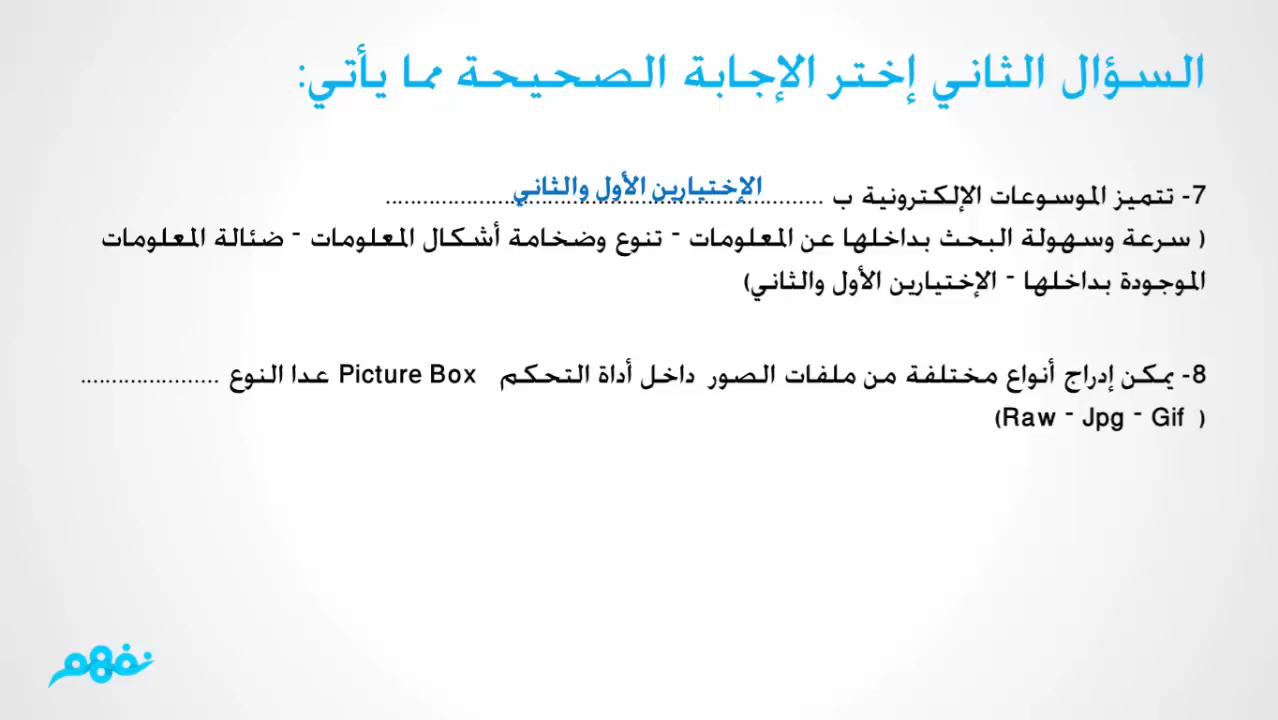 السؤال الثاني إختر الإجابة الصحيحة مما يأتي:
7- تتميز الموسوعات الإلكترونية ب .......الإختيارين الأول والثاني.......
( سرعة وسهولة البحث بداخلها عن المعلومات - تنوع وضخامة أشكال المعلومات - ضئالة المعلومات
الموجودة بداخلها - الإختيارين الأول والثاني)
8- يمكن إدراج أنواع مختلفة من ملفات الصور داخل أداة التحكم Picture Box عدا النوع ......................
( Raw - Jpg - Gif)
نفهم